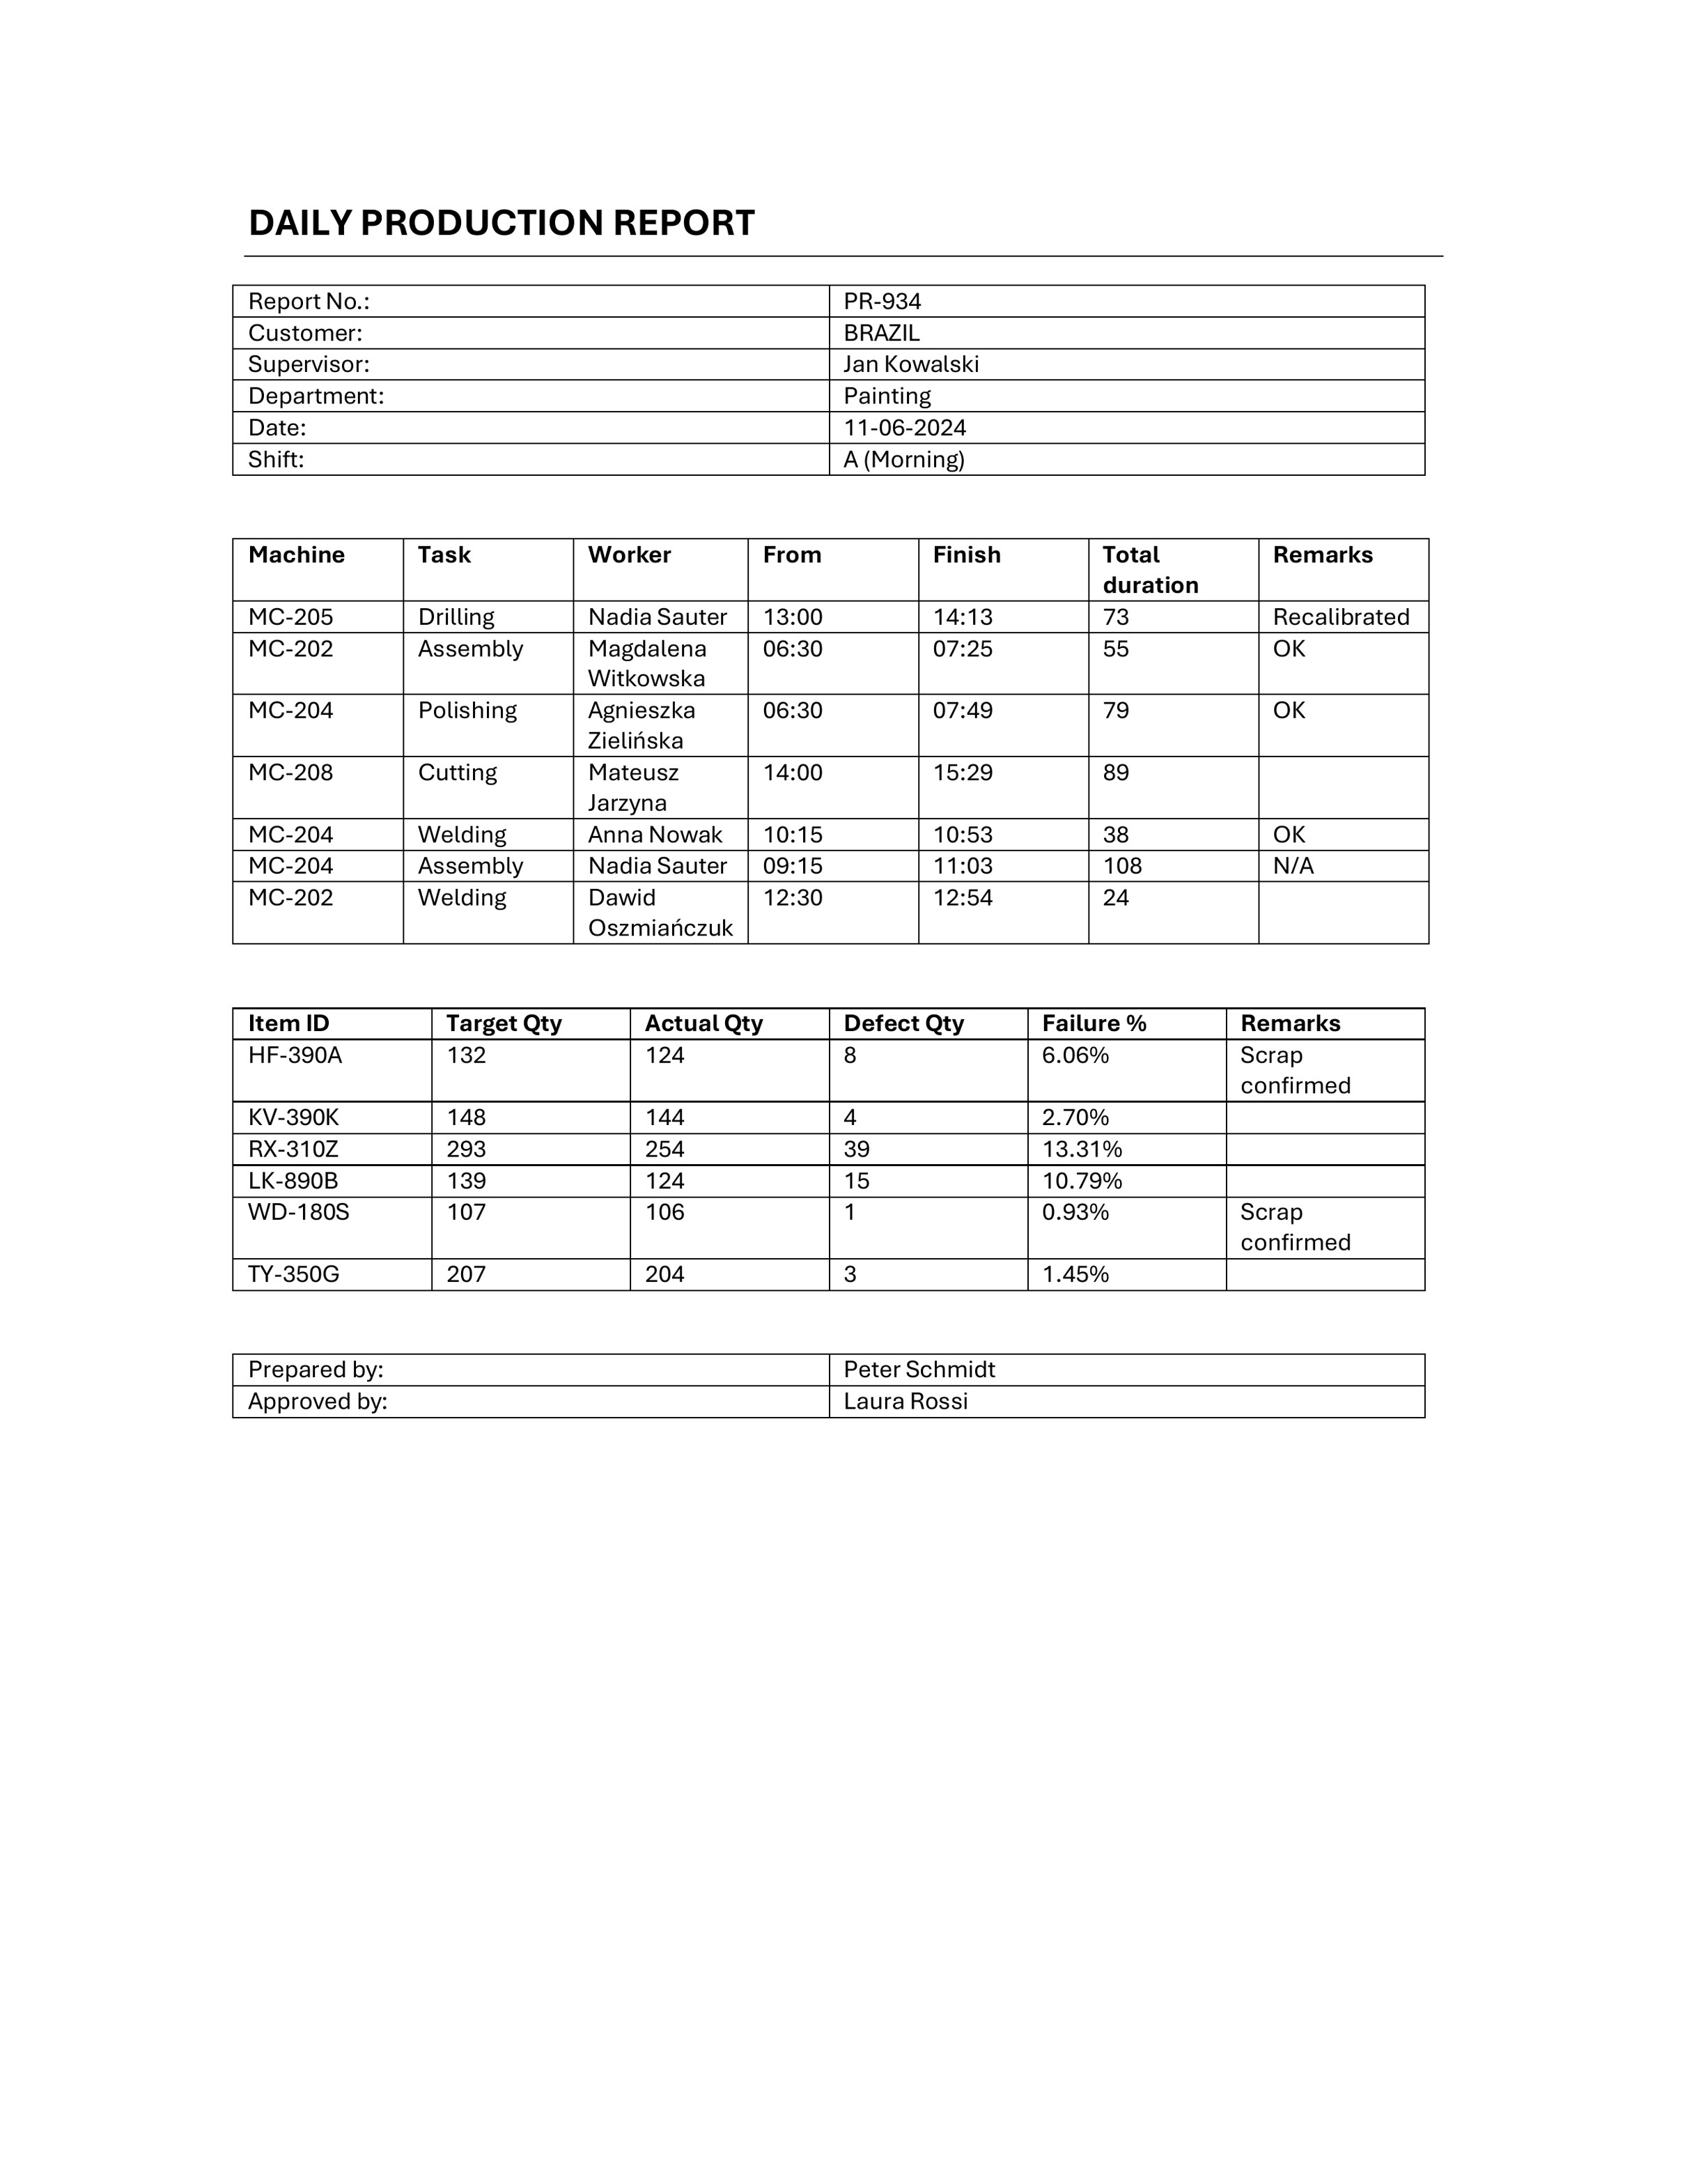 DAILY PRODUCTION REPORT
Report No.: PR-934
Customer: BRAZIL
Supervisor: Jan Kowalski
Department: Painting
Date: 11-06-2024
Shift: A (Morning)
Machine Task Worker From Finish Total duration Remarks
MC-205 Drilling Nadia Sauter 13:00 14:13 73 Recalibrated
MC-202 Assembly Magdalena Witkowska 06:30 07:25 55 OK
MC-204 Polishing Agnieszka Zielińska 06:30 07:49 79 OK
MC-208 Cutting Mateusz Jarzyna 14:00 15:29 89
MC-204 Welding Anna Nowak 10:15 10:53 38 OK
MC-204 Assembly Nadia Sauter 09:15 11:03 108 N/A
MC-202 Welding Dawid Oszmiańczuk 12:30 12:54 24
Item ID Target Qty Actual Qty Defect Qty Failure % Remarks
HF-390A 132 124 8 6.06% Scrap confirmed
KV-390K 148 144 4 2.70%
RX-310Z 293 254 39 13.31%
LK-890B 139 124 15 10.79%
WD-180S 107 106 1 0.93% Scrap confirmed
TY-350G 207 204 3 1.45%
Prepared by: Peter Schmidt
Approved by: Laura Rossi